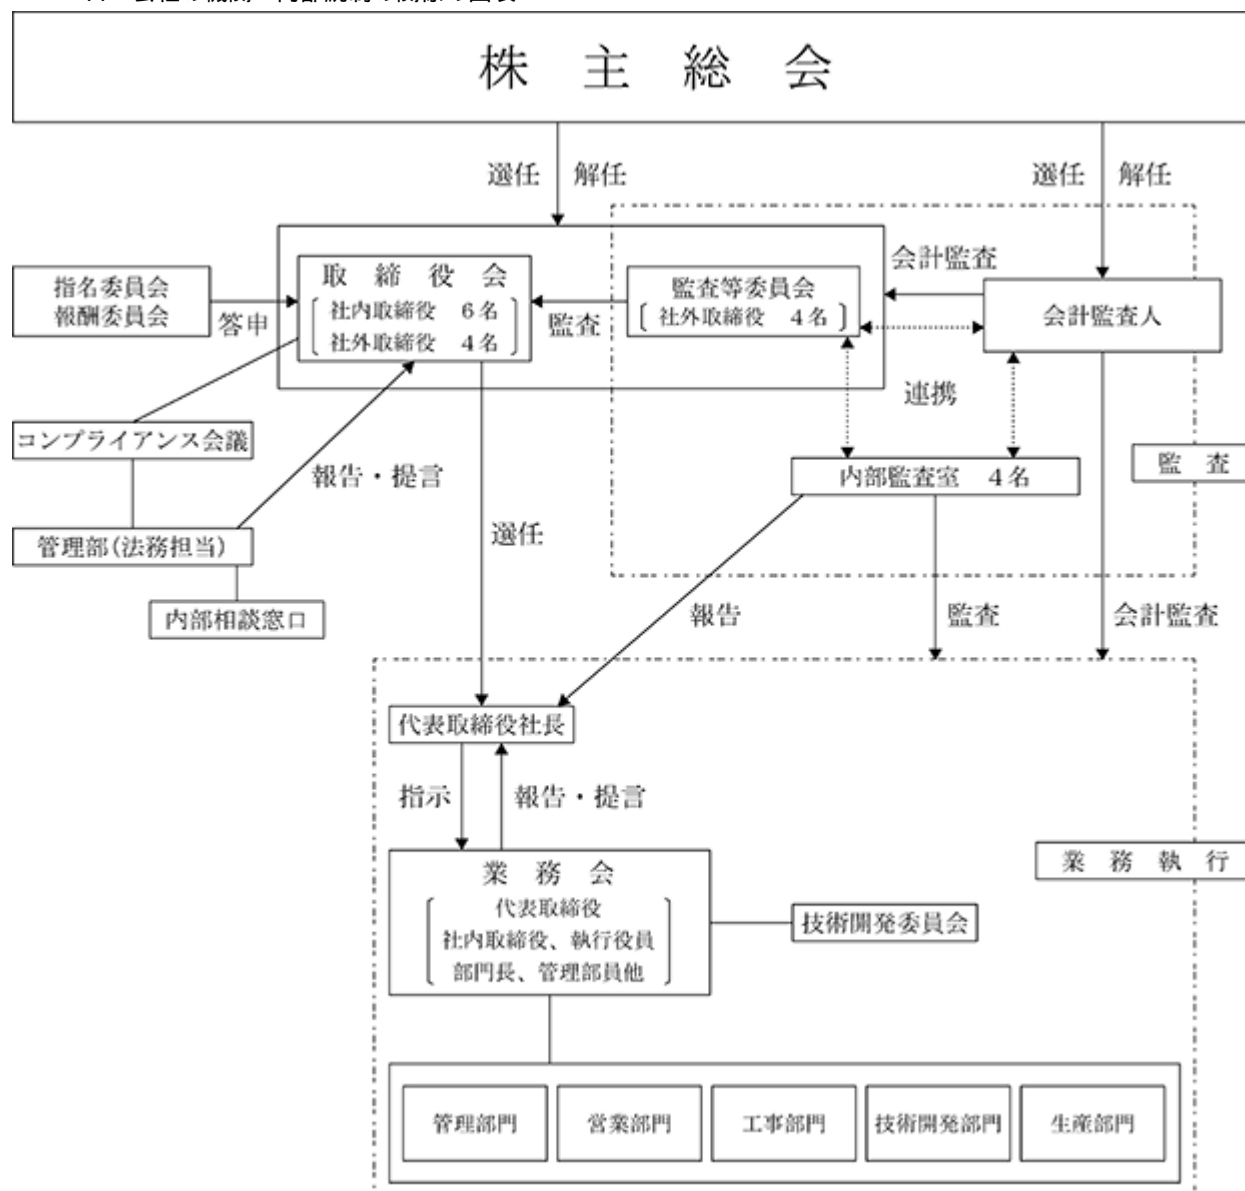 株 主 総 会
選任 解任
選任 解任
指名委員会
報酬委員会
答申
取 締 役 会
社内取締役 6名
社外取締役 4名
監査
監査等委員会
〔 社外取締役 4名 〕
会計監査
会計監査人
連携
コンプライアンス会議
報告・提言
内部監査室 4名
監 査
管理部(法務担当)
選任
内部相談窓口
報告
監査
会計監査
代表取締役社長
指示
報告・提言
業 務 会
代表取締役
社内取締役、執行役員
部門長、管理部員他
技術開発委員会
業 務 執 行
管理部門
営業部門
工事部門
技術開発部門
生産部門